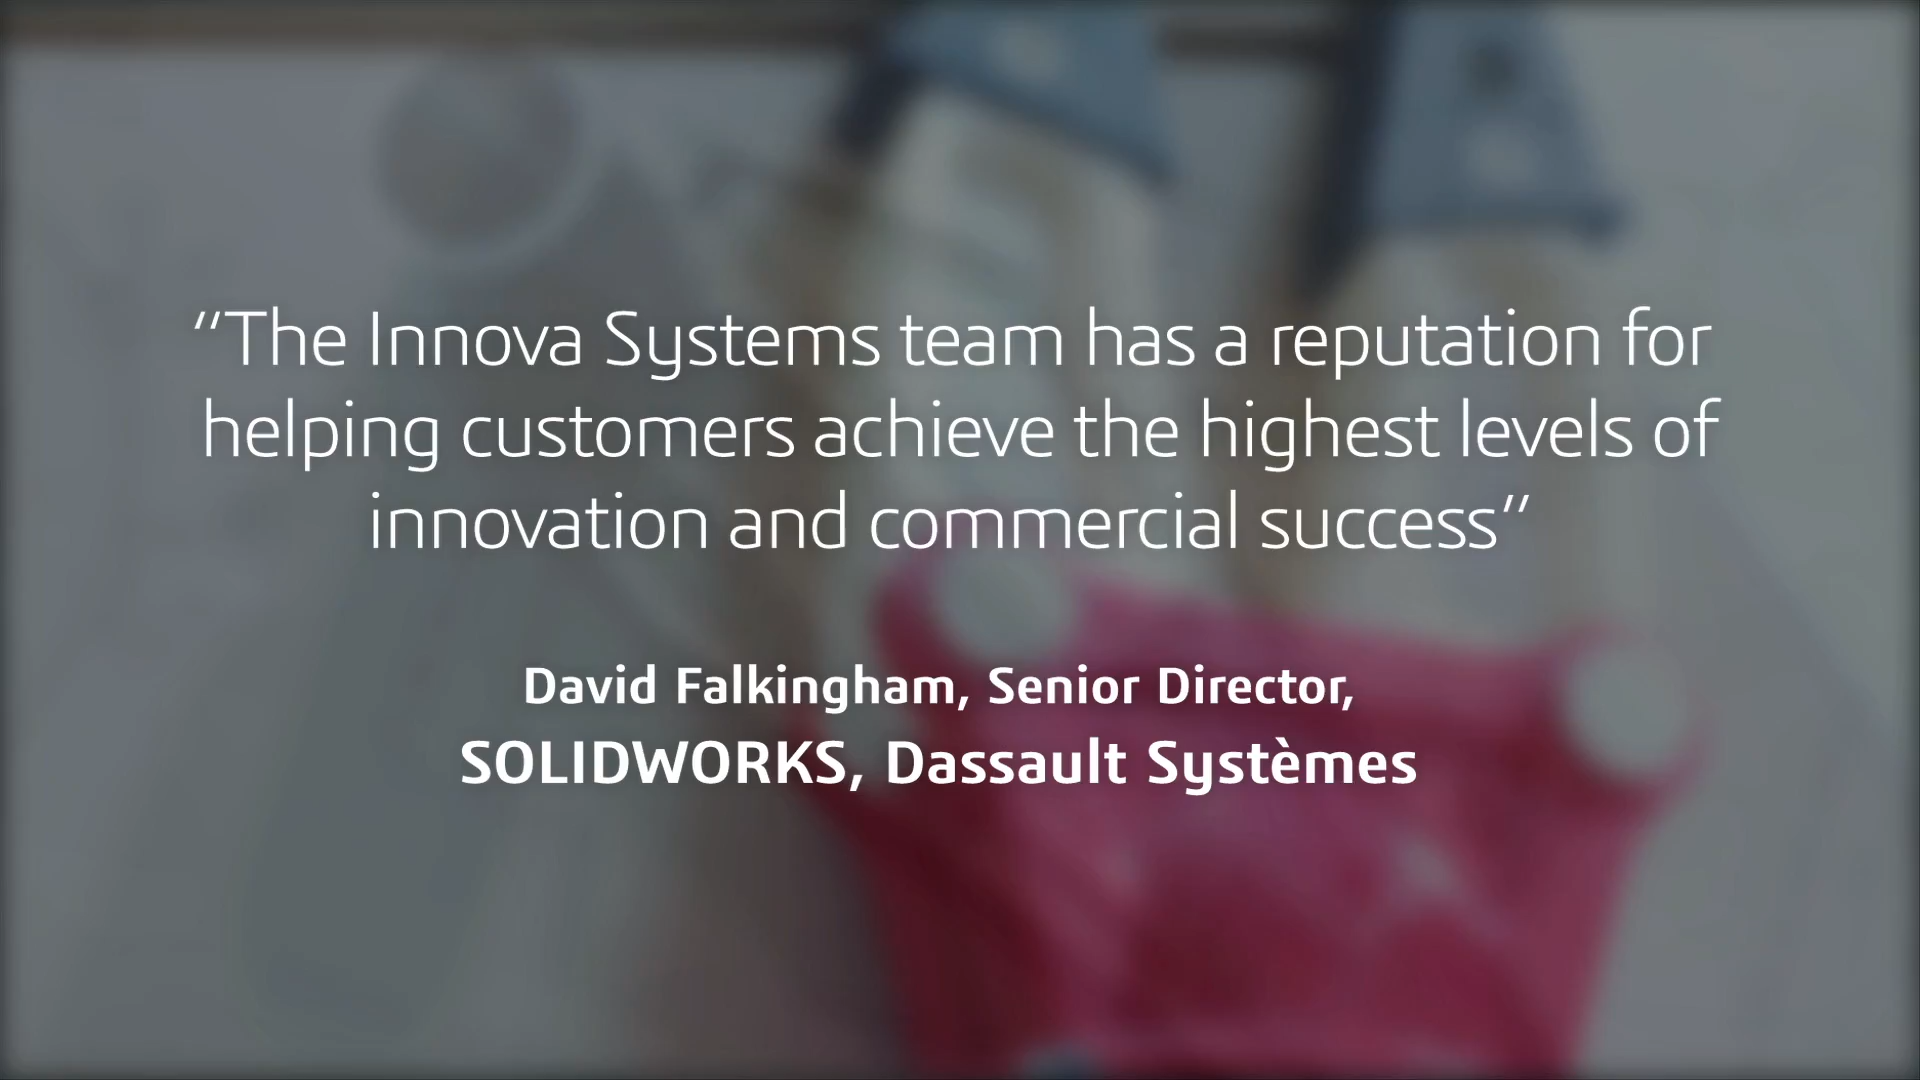 “The Innova Systems team has a reputation for
helping customers achieve the highest levels of
innovation and commercial success”
David Falkingham, Senior Director,
SOLIDWORKS, Dassault Systèmes